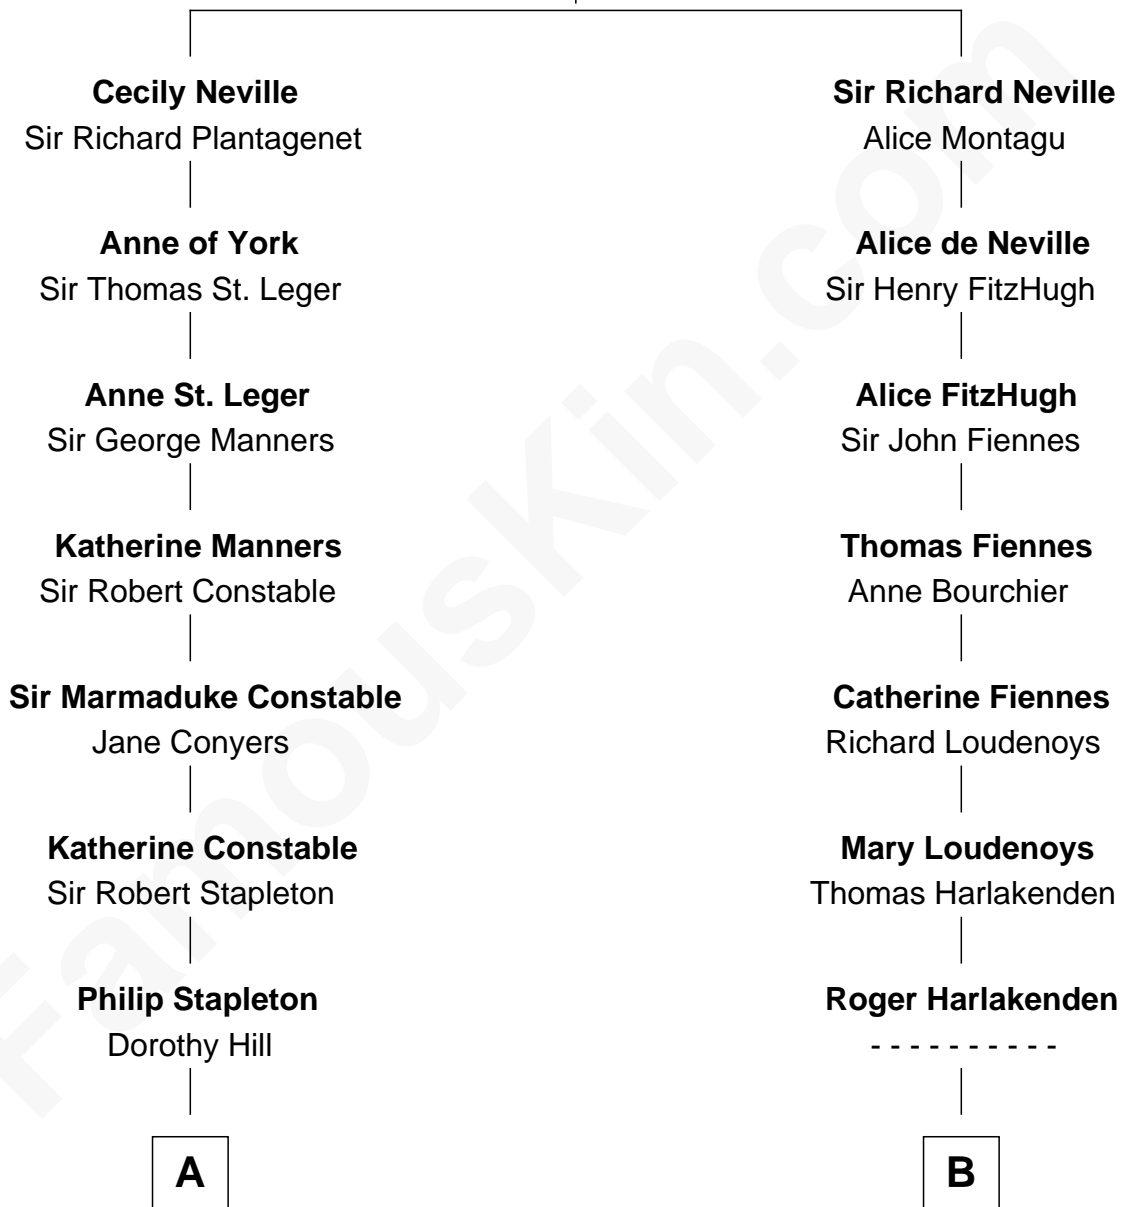 Cecily Neville
Sir Richard Plantagenet
Anne of York
Sir Thomas St. Leger
Anne St. Leger
Sir George Manners
Katherine Manners
Sir Robert Constable
Sir Marmaduke Constable
Jane Conyers
Katherine Constable
Sir Robert Stapleton
Philip Stapleton
Dorothy Hill
A
Sir Richard Neville
Alice Montagu
Alice de Neville
Sir Henry FitzHugh
Alice FitzHugh
Sir John Fiennes
Thomas Fiennes
Anne Bourchier
Catherine Fiennes
Richard Loudenoys
Mary Loudenoys
Thomas Harlakenden
Roger Harlakenden
- - - - - - - - - -
B
FamousKin.com